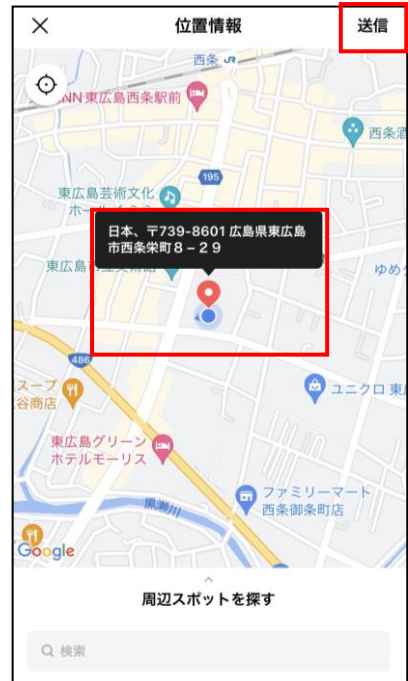 位置情報
送信
西条 JR
INN東広島西条駅前
西条酒
195
東広島芸術文化
ホール
日本、〒739-8601 広島県東広島
市西条栄町８－２９
東広島
ゆめ
486
スープ
谷商店
ユニクロ 東
東広島グリーン
ホテルモーリス
黒瀬川
ファミリーマート
西条御条町店
Google
周辺スポットを探す
検索